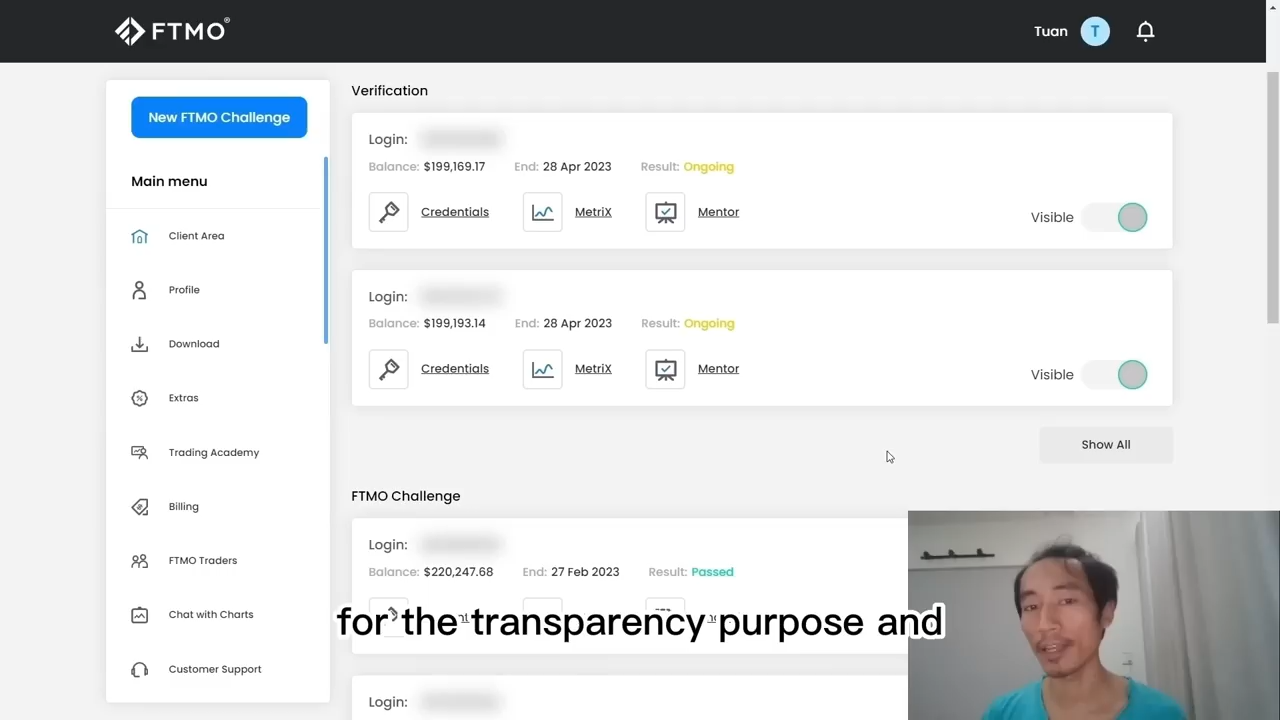 FTMO®
Tuan
T
New FTMO Challenge
Main menu
Client Area
Profile
Download
Extras
Trading Academy
Billing
FTMO Traders
Chat with Charts
Customer Support
Verification
Login:
Balance: $199,169.17 End: 28 Apr 2023 Result: Ongoing
Credentials MetriX Mentor
Visible
Login:
Balance: $199,193.14 End: 28 Apr 2023 Result: Ongoing
Credentials MetriX Mentor
Visible
Show All
FTMO Challenge
Login:
Balance: $220,247.68 End: 27 Feb 2023 Result: Passed
for the transparency purpose and
Login: